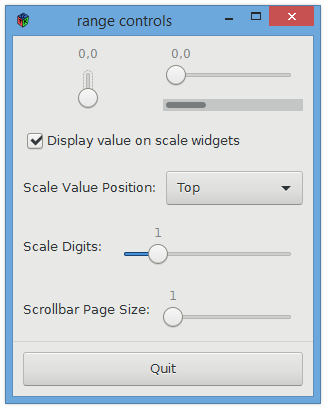 range controls
0,0 0,0
Display value on scale widgets
Scale Value Position: Top
1
Scale Digits:
1
Scrollbar Page Size:
Quit